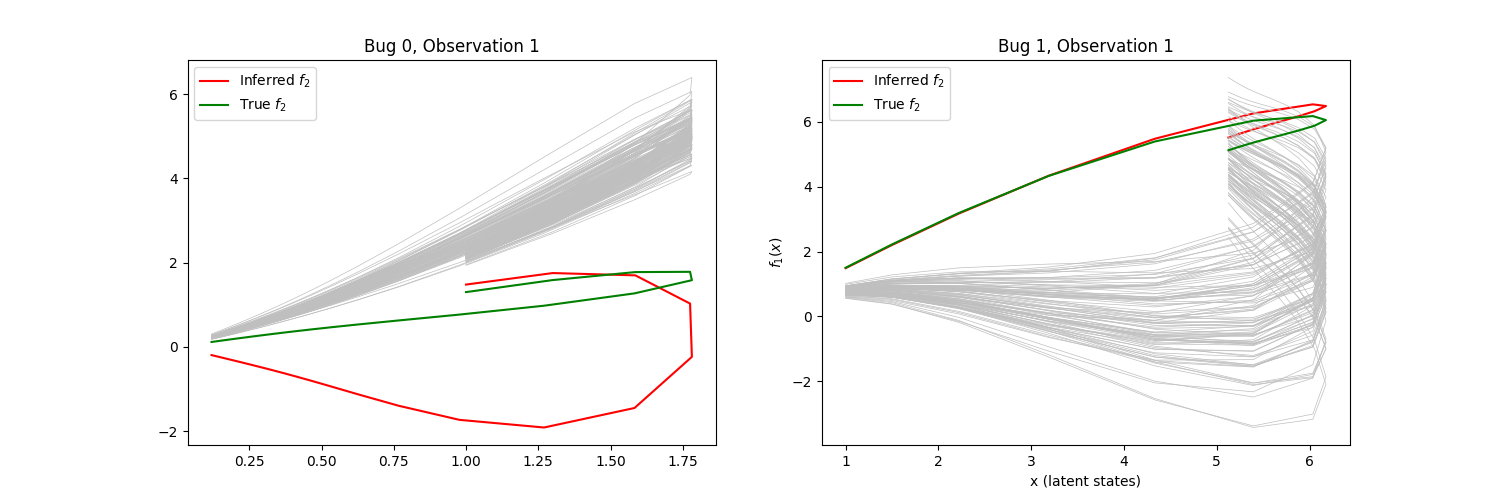 Bug 0, Observation 1
Inferred f₂
True f₂
6
4
2
0
−2
0.25 0.50 0.75 1.00 1.25 1.50 1.75
Bug 1, Observation 1
Inferred f₂
True f₂
f₁(x)
6
4
2
0
−2
1 2 3 4 5 6
x (latent states)